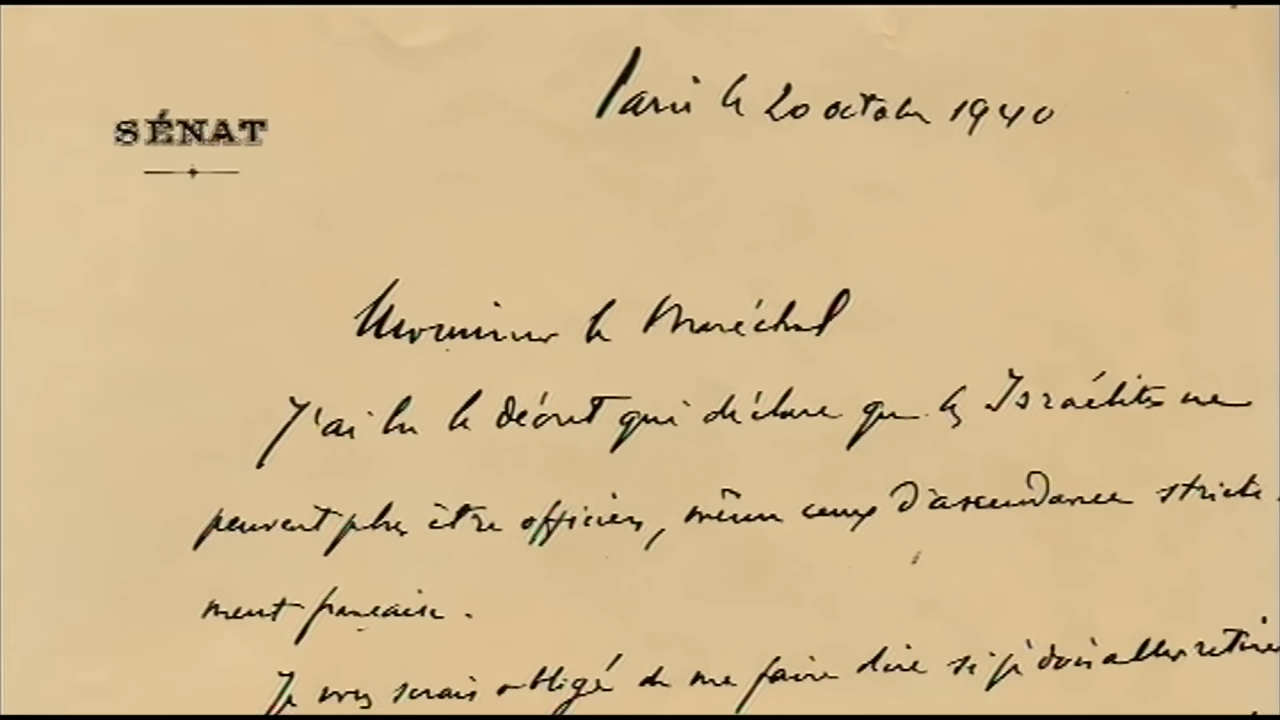 SÉNAT
Paris le 20 octobre 1940
Monsieur le Maréchal
J'ai lu le décret qui déclare que les Israélites ne
peuvent plus être officiers, même ceux d'ascendance stricte-
ment française.
Je vous serais obligé de me faire dire si je dois aller retirer